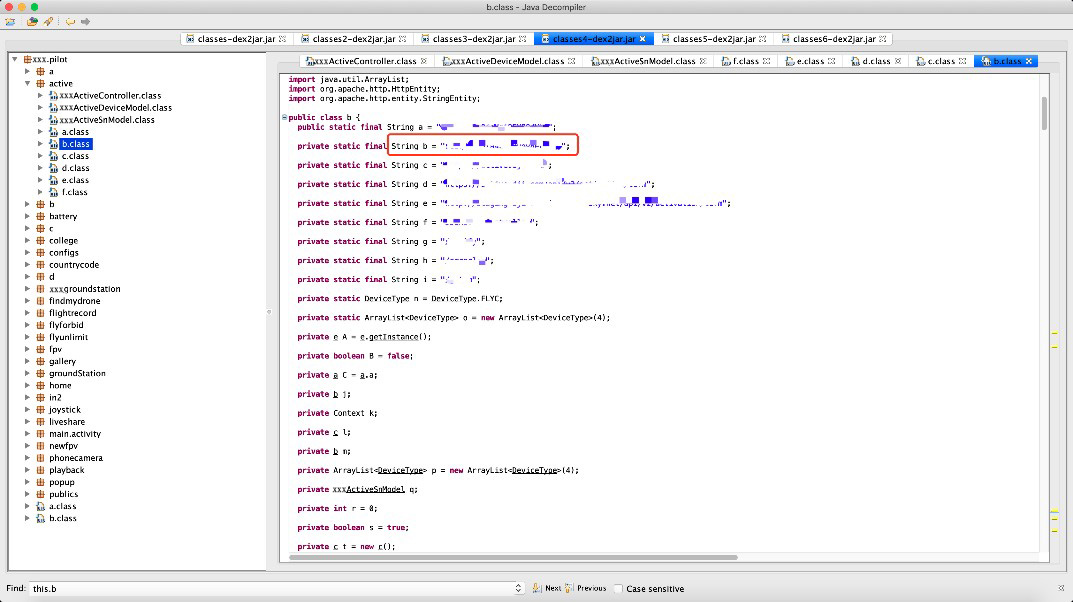 b.class - Java Decompiler
classes-dex2jar.jar
classes2-dex2jar.jar
classes3-dex2jar.jar
classes4-dex2jar.jar
classes5-dex2jar.jar
classes6-dex2jar.jar
xxx.pilot
a
active
xxxActiveController.class
xxxActiveDeviceModel.class
xxxActiveSnModel.class
a.class
b.class
c.class
d.class
e.class
f.class
b
battery
c
college
configs
countrycode
d
xxxgroundstation
findmydrone
flightrecord
flyforbid
flyunlimit
fpv
gallery
groundStation
home
in2
joystick
liveshare
main.activity
newfpv
phonecamera
playback
popup
publics
a.class
b.class
xxxActiveController.class
xxxActiveDeviceModel.class
xxxActiveSnModel.class
f.class
e.class
d.class
c.class
b.class
import java.util.ArrayList;
import org.apache.http.HttpEntity;
import org.apache.http.entity.StringEntity;
public class b {
public static final String a = "";
private static final String b = "";
private static final String c = "";
private static final String d = "";
private static final String e = "";
private static final String f = "";
private static final String g = "";
private static final String h = "";
private static final String i = "";
private static DeviceType n = DeviceType.FLYC;
private static ArrayList<DeviceType> o = new ArrayList<DeviceType>(4);
private e A = e.getInstance();
private boolean B = false;
private a C = a.a;
private b j;
private Context k;
private c l;
private b m;
private ArrayList<DeviceType> p = new ArrayList<DeviceType>(4);
private xxxActiveSnModel q;
private int r = 0;
private boolean s = true;
private c t = new c();
Find: this.b
Next
Previous
Case sensitive